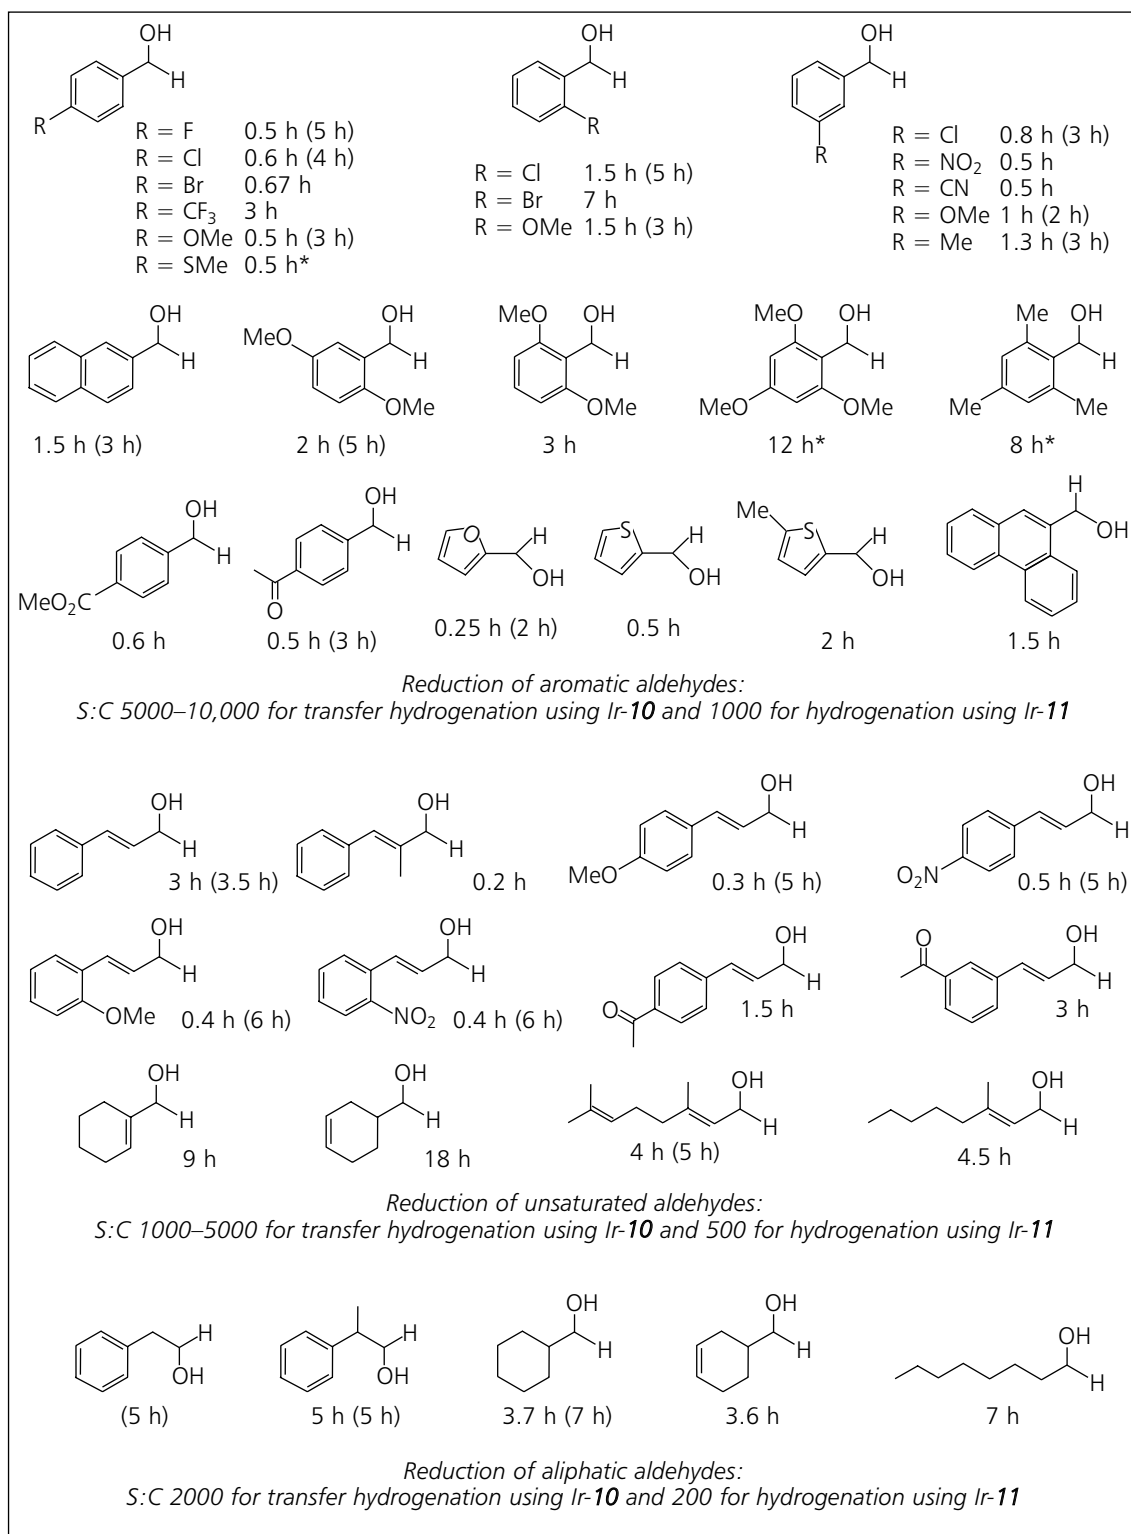 OH OH OH
H H H
R R R
R = F 0.5 h (5 h)
R = Cl 0.6 h (4 h)
R = Br 0.67 h
R = CF₃ 3 h
R = OMe 0.5 h (3 h)
R = SMe 0.5 h*
R = Cl 1.5 h (5 h)
R = Br 7 h
R = OMe 1.5 h (3 h)
R = Cl 0.8 h (3 h)
R = NO₂ 0.5 h
R = CN 0.5 h
R = OMe 1 h (2 h)
R = Me 1.3 h (3 h)
OH MeO OH MeO OH MeO OH Me OH
H H H H H
OMe OMe MeO OMe Me Me
1.5 h (3 h) 2 h (5 h) 3 h 12 h* 8 h*
OH OH O H S H Me S H H
H H OH OH OH OH
MeO₂C O
0.6 h 0.5 h (3 h) 0.25 h (2 h) 0.5 h 2 h 1.5 h
Reduction of aromatic aldehydes:
S:C 5000–10,000 for transfer hydrogenation using Ir-10 and 1000 for hydrogenation using Ir-11
OH OH OH OH
H H H H
MeO O₂N
3 h (3.5 h) 0.2 h 0.3 h (5 h) 0.5 h (5 h)
OH OH OH O OH
H H H H
OMe NO₂ O
0.4 h (6 h) 0.4 h (6 h) 1.5 h 3 h
OH OH OH OH
H H H H
9 h 18 h 4 h (5 h) 4.5 h
Reduction of unsaturated aldehydes:
S:C 1000–5000 for transfer hydrogenation using Ir-10 and 500 for hydrogenation using Ir-11
H H OH OH OH
OH OH H H H
(5 h) 5 h (5 h) 3.7 h (7 h) 3.6 h 7 h
Reduction of aliphatic aldehydes:
S:C 2000 for transfer hydrogenation using Ir-10 and 200 for hydrogenation using Ir-11